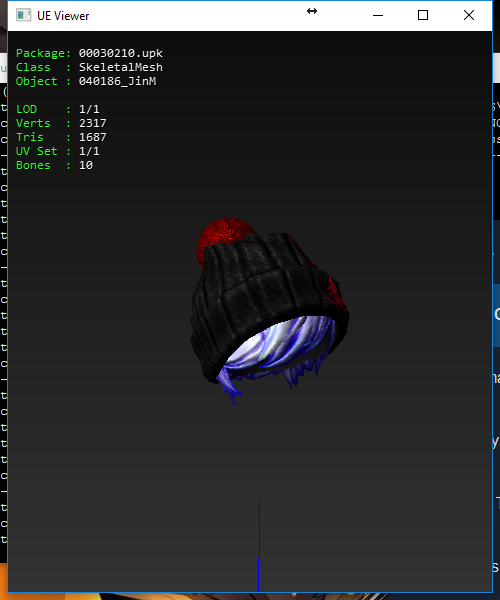 UE Viewer
Package: 00030210.upk
Class : SkeletalMesh
Object : 040186_JinM
LOD : 1/1
Verts : 2317
Tris : 1687
UV Set : 1/1
Bones : 10